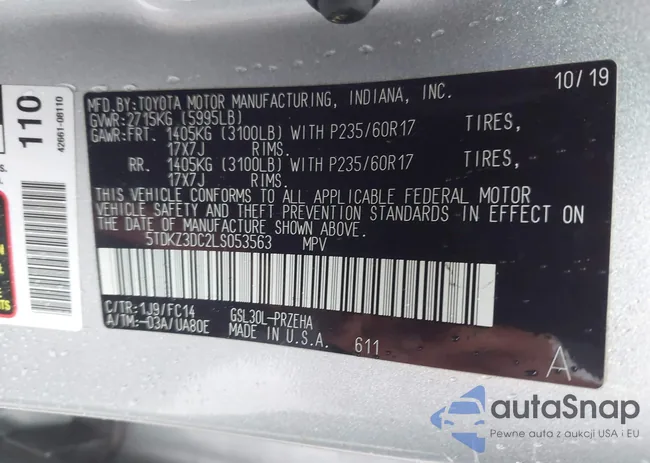 110
42661-08110
10/19
MFD.BY:TOYOTA MOTOR MANUFACTURING, INDIANA, INC.
GVWR:2715KG (5995LB)
GAWR:FRT. 1405KG (3100LB) WITH P235/60R17 TIRES,
17X7J RIMS.
RR. 1405KG (3100LB) WITH P235/60R17 TIRES,
17X7J RIMS.
THIS VEHICLE CONFORMS TO ALL APPLICABLE FEDERAL MOTOR
VEHICLE SAFETY AND THEFT PREVENTION STANDARDS IN EFFECT ON
THE DATE OF MANUFACTURE SHOWN ABOVE.
5TDKZ3DC2LS053563 MPV
C/TR:1J9/FC14
A/TM:-03A/UA80E
GSL30L-PRZEHA
MADE IN U.S.A.
611
A
autaSnap
Pewne auta z aukcji USA i EU